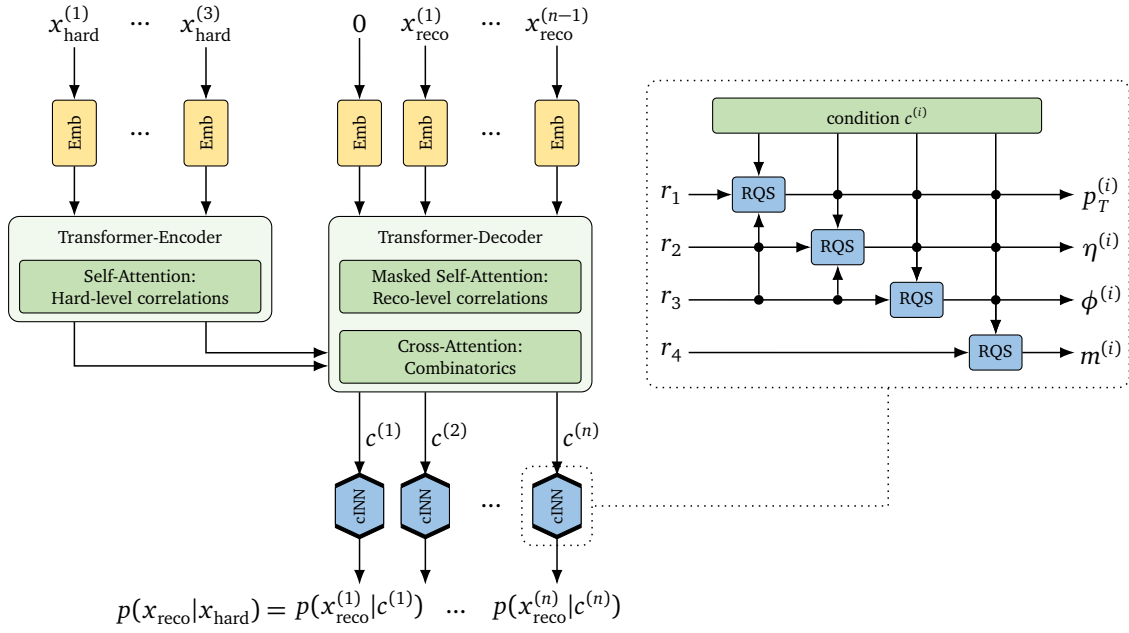 x_hard^(1) ... x_hard^(3) 0 x_reco^(1) ... x_reco^(n−1)
Emb ... Emb Emb Emb ... Emb
condition c^(i)
r_1 RQS p_T^(i)
r_2 RQS η^(i)
r_3 RQS ϕ^(i)
r_4 RQS m^(i)
Transformer-Encoder
Self-Attention:
Hard-level correlations
Transformer-Decoder
Masked Self-Attention:
Reco-level correlations
Cross-Attention:
Combinatorics
c^(1) c^(2) c^(n)
cINN cINN ... cINN
p(x_reco|x_hard) = p(x_reco^(1)|c^(1)) ... p(x_reco^(n)|c^(n))